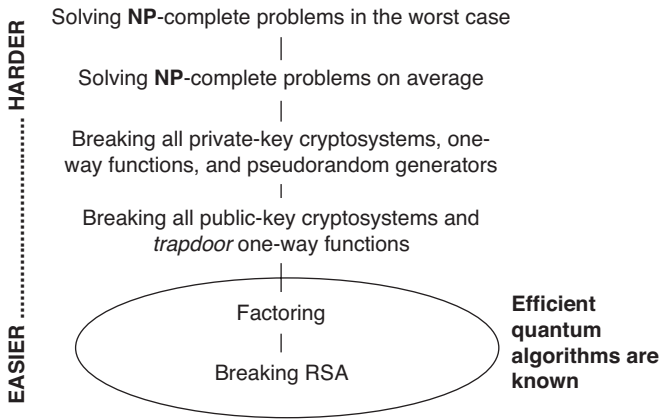 Solving NP-complete problems in the worst case
Solving NP-complete problems on average
Breaking all private-key cryptosystems, one-
way functions, and pseudorandom generators
Breaking all public-key cryptosystems and
trapdoor one-way functions
Factoring
Breaking RSA
Efficient
quantum
algorithms are
known
EASIER ............................ HARDER